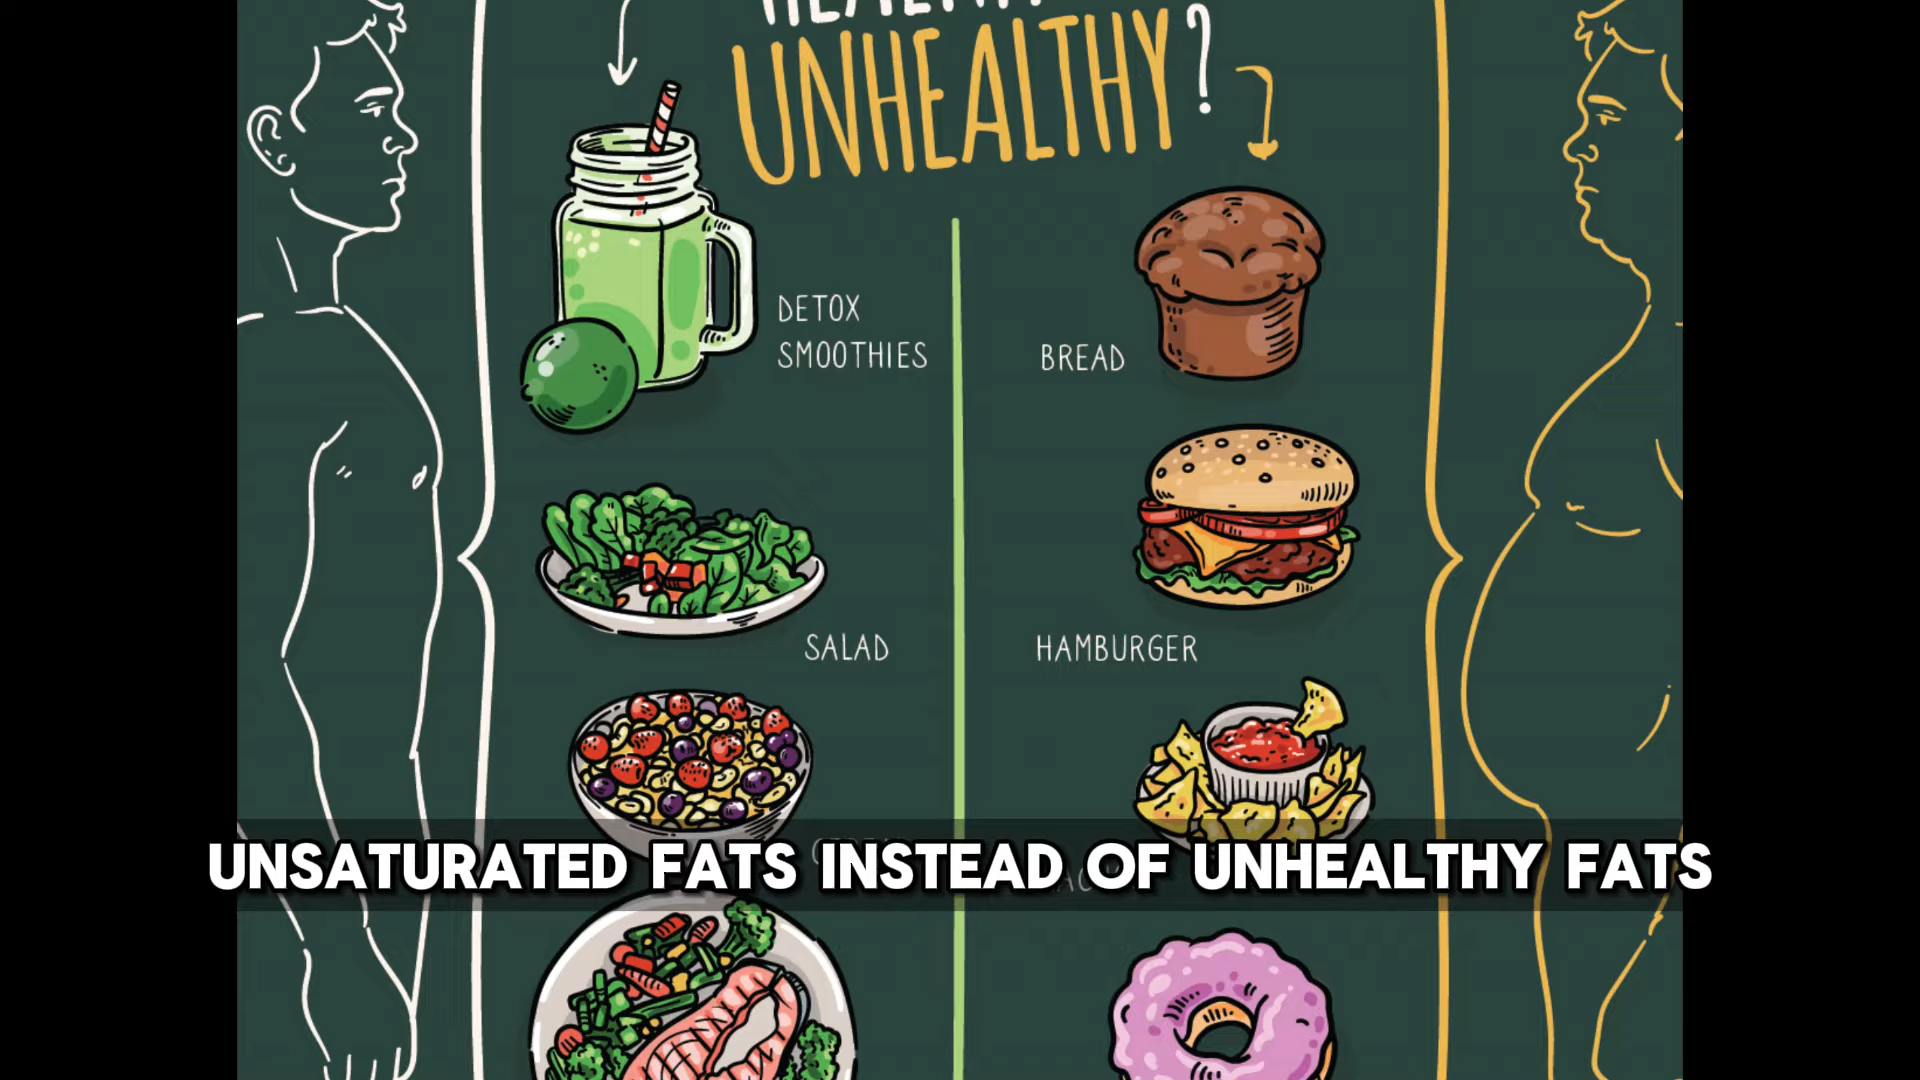 UNHEALTHY?
DETOX
SMOOTHIES
BREAD
SALAD
HAMBURGER
UNSATURATED FATS INSTEAD OF UNHEALTHY FATS